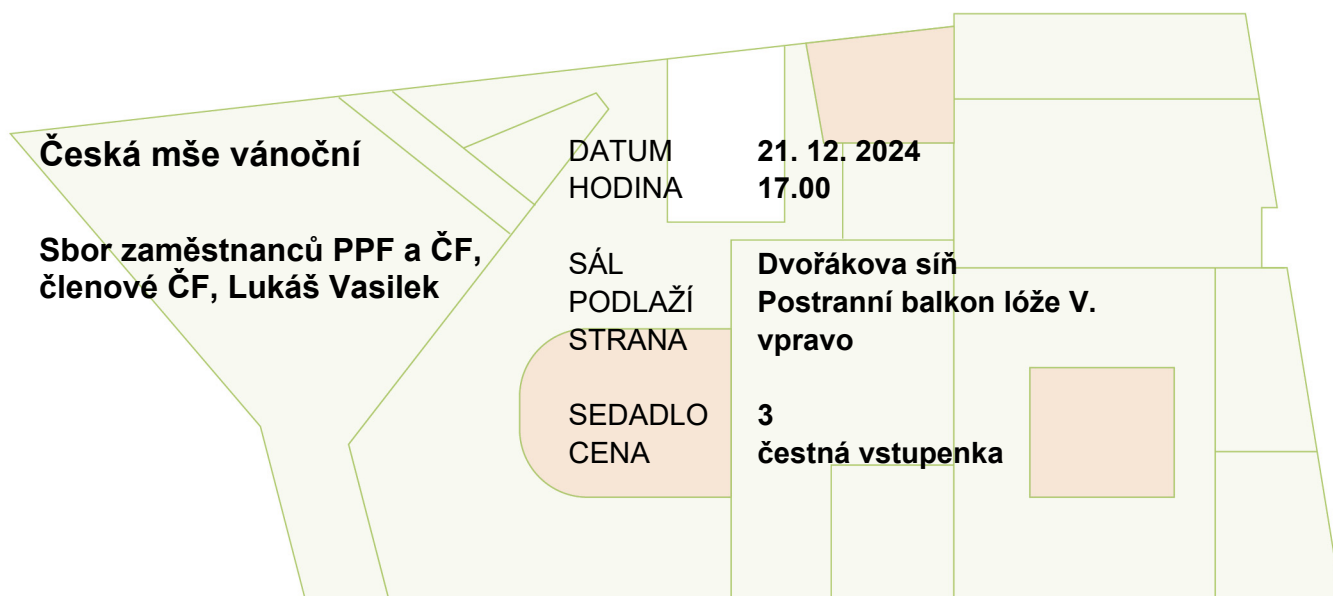 Česká mše vánoční
Sbor zaměstnanců PPF a ČF,
členové ČF, Lukáš Vasilek
DATUM 21. 12. 2024
HODINA 17.00
SÁL Dvořákova síň
PODLAŽÍ Postranní balkon lóže V.
STRANA vpravo
SEDADLO 3
CENA čestná vstupenka